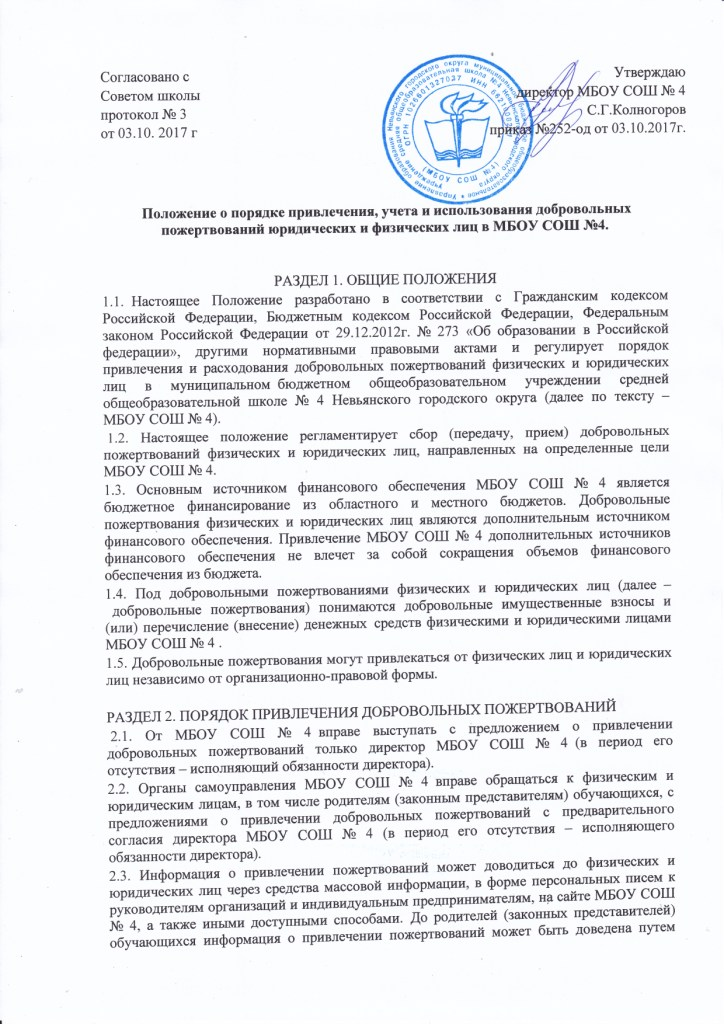 Согласовано с
Советом школы
протокол № 3
от 03.10. 2017 г
Утверждаю
директор МБОУ СОШ № 4
С.Г.Колногоров
приказ №252-од от 03.10.2017г.
(МБОУ СОШ №4)
Положение о порядке привлечения, учета и использования добровольных
пожертвований юридических и физических лиц в МБОУ СОШ №4.
РАЗДЕЛ 1. ОБЩИЕ ПОЛОЖЕНИЯ
1.1. Настоящее Положение разработано в соответствии с Гражданским кодексом
Российской Федерации, Бюджетным кодексом Российской Федерации, Федеральным
законом Российской Федерации от 29.12.2012г. № 273 «Об образовании в Российской
федерации», другими нормативными правовыми актами и регулирует порядок
привлечения и расходования добровольных пожертвований физических и юридических
лиц в муниципальном бюджетном общеобразовательном учреждении средней
общеобразовательной школе № 4 Невьянского городского округа (далее по тексту –
МБОУ СОШ № 4).
1.2. Настоящее положение регламентирует сбор (передачу, прием) добровольных
пожертвований физических и юридических лиц, направленных на определенные цели
МБОУ СОШ № 4.
1.3. Основным источником финансового обеспечения МБОУ СОШ № 4 является
бюджетное финансирование из областного и местного бюджетов. Добровольные
пожертвования физических и юридических лиц являются дополнительным источником
финансового обеспечения. Привлечение МБОУ СОШ № 4 дополнительных источников
финансового обеспечения не влечет за собой сокращения объемов финансового
обеспечения из бюджета.
1.4. Под добровольными пожертвованиями физических и юридических лиц (далее –
добровольные пожертвования) понимаются добровольные имущественные взносы и
(или) перечисление (внесение) денежных средств физическими и юридическими лицами
МБОУ СОШ № 4 .
1.5. Добровольные пожертвования могут привлекаться от физических лиц и юридических
лиц независимо от организационно-правовой формы.
РАЗДЕЛ 2. ПОРЯДОК ПРИВЛЕЧЕНИЯ ДОБРОВОЛЬНЫХ ПОЖЕРТВОВАНИЙ
2.1. От МБОУ СОШ № 4 вправе выступать с предложением о привлечении
добровольных пожертвований только директор МБОУ СОШ № 4 (в период его
отсутствия – исполняющий обязанности директора).
2.2. Органы самоуправления МБОУ СОШ № 4 вправе обращаться к физическим и
юридическим лицам, в том числе родителям (законным представителям) обучающихся, с
предложениями о привлечении добровольных пожертвований с предварительного
согласия директора МБОУ СОШ № 4 (в период его отсутствия – исполняющего
обязанности директора).
2.3. Информация о привлечении пожертвований может доводиться до физических и
юридических лиц через средства массовой информации, в форме персональных писем к
руководителям организаций и индивидуальным предпринимателям, на сайте МБОУ СОШ
№ 4, а также иными доступными способами. До родителей (законных представителей)
обучающихся информация о привлечении пожертвований может быть доведена путем